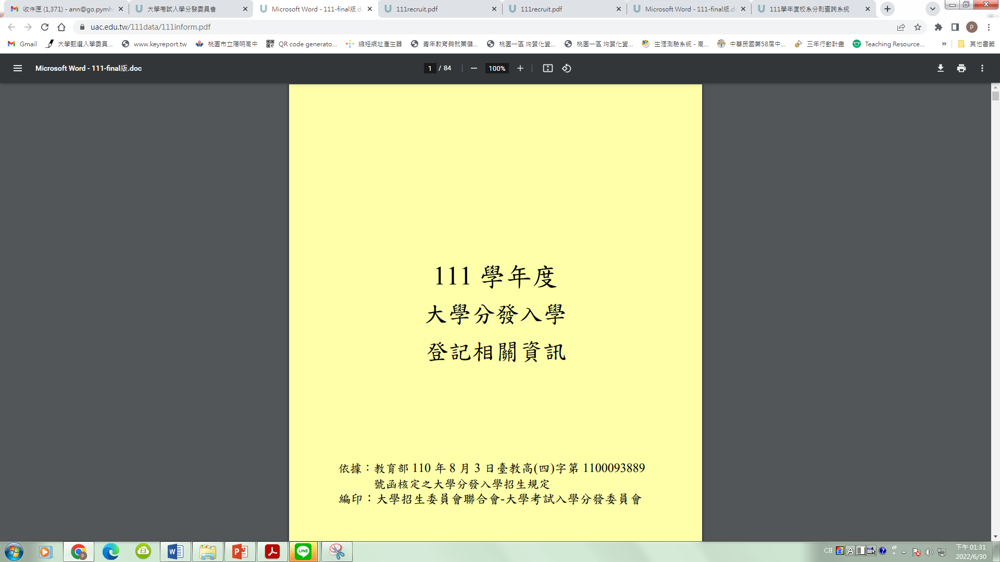 收件匣 (1,371) - ann@go.pymh
大學考試入學分發委員會
Microsoft Word - 111-final版.do
111recruit.pdf
111recruit.pdf
Microsoft Word - 111-final版.d
111學年度校系分則查詢系統
uac.edu.tw/111data/111inform.pdf
P
Gmail
大學甄選入學委員...
www.keyreport.tw
桃園市立陽明高中
QR code generato...
縮短網址產生器
青年教育與就業儲...
桃園一區 均質化資...
桃園一區 均質化資...
生涯測驗系統 - 高...
中華民國第58屆中...
三年行動計畫
Teaching Resource...
»
其他書籤
Microsoft Word - 111-final版.doc
1 / 84
100%
111 學年度
大學分發入學
登記相關資訊
依據：教育部 110 年 8 月 3 日臺教高(四)字第 1100093889
號函核定之大學分發入學招生規定
編印：大學招生委員會聯合會-大學考試入學分發委員會
LINE
CH
下午 01:31
2022/6/30